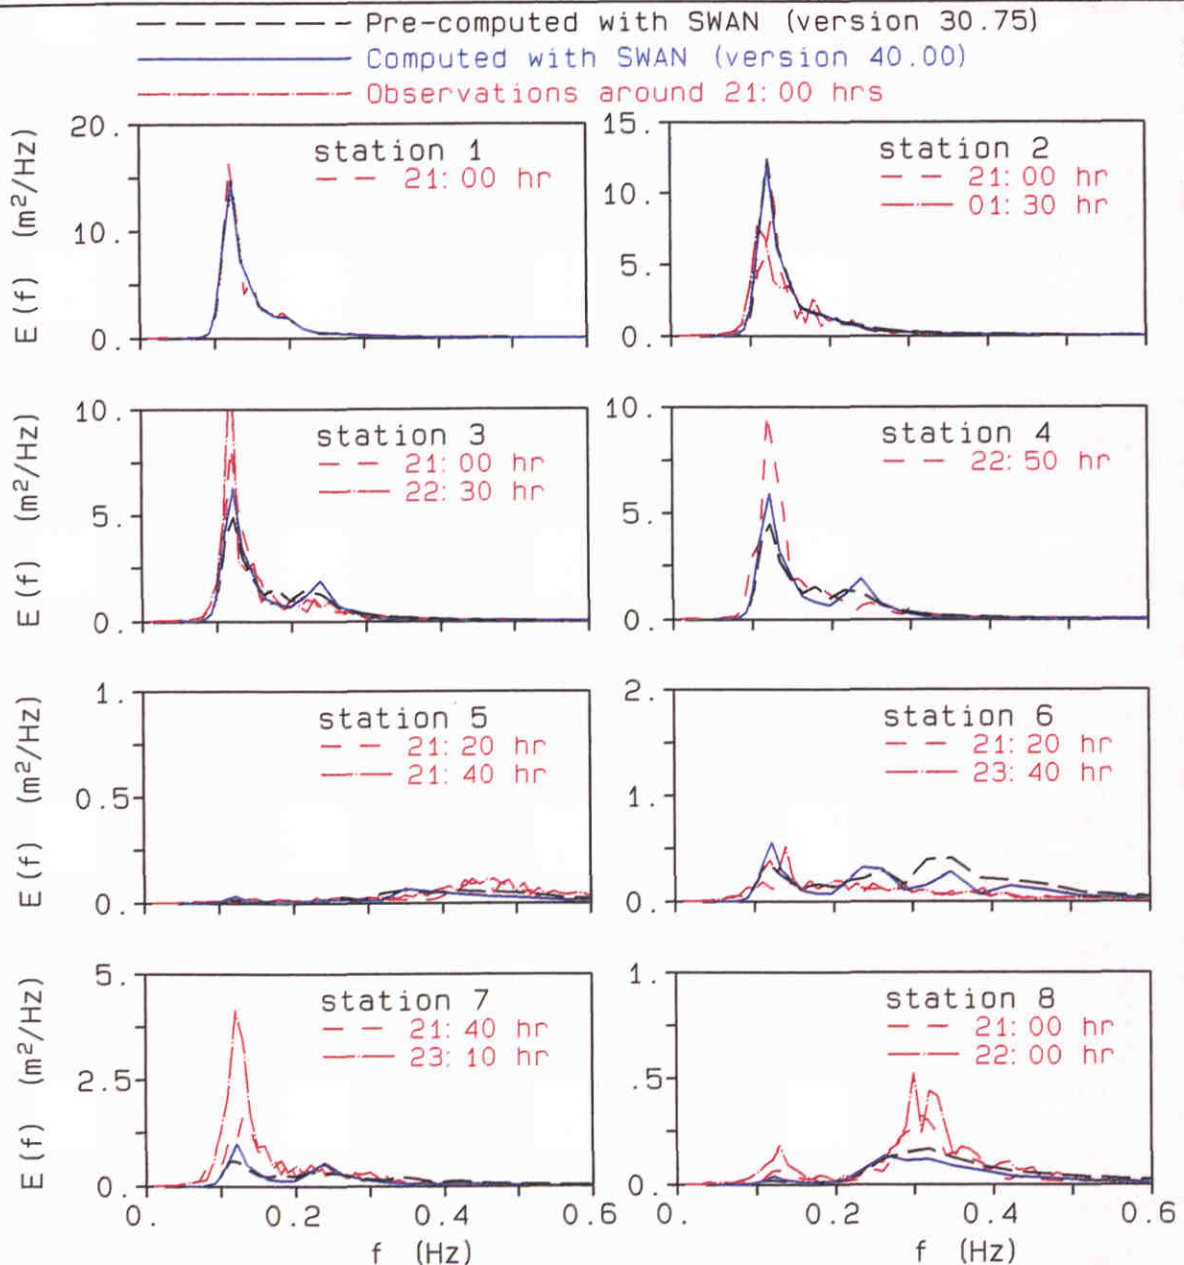 Pre-computed with SWAN (version 30.75)
Computed with SWAN (version 40.00)
Observations around 21:00 hrs
E(f) (m²/Hz)
20.
10.
0.
station 1
21:00 hr
15.
10.
5.
0.
station 2
21:00 hr
01:30 hr
E(f) (m²/Hz)
10.
5.
0.
station 3
21:00 hr
22:30 hr
10.
5.
0.
station 4
22:50 hr
E(f) (m²/Hz)
1.
0.5
0.
station 5
21:20 hr
21:40 hr
2.
1.
0.
station 6
21:20 hr
23:40 hr
E(f) (m²/Hz)
5.
2.5
0.
station 7
21:40 hr
23:10 hr
1.
.5
0.
station 8
21:00 hr
22:00 hr
0. 0.2 0.4 0.6
f (Hz)
0. 0.2 0.4 0.6
f (Hz)